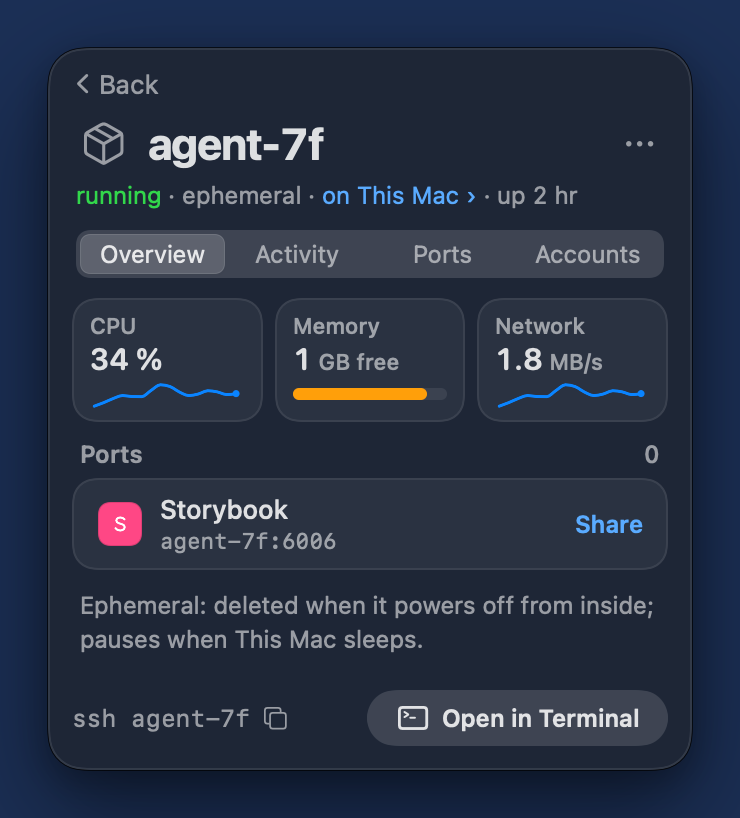 Back
agent-7f
running · ephemeral · on This Mac › · up 2 hr
Overview Activity Ports Accounts
CPU Memory Network
34 % 1 GB free 1.8 MB/s
Ports 0
S Storybook Share
agent-7f:6006
Ephemeral: deleted when it powers off from inside;
pauses when This Mac sleeps.
ssh agent-7f Open in Terminal